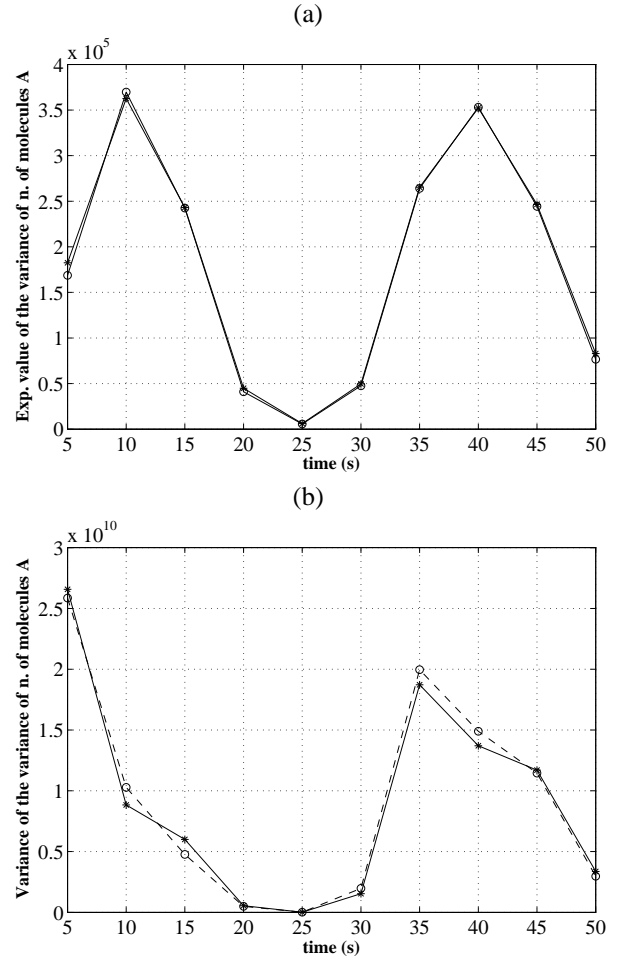 (a)
x 10^5
4
3.5
3
2.5
2
1.5
1
0.5
0
Exp. value of the variance of n. of molecules A
5 10 15 20 25 30 35 40 45 50
time (s)
(b)
x 10^10
3
2.5
2
1.5
1
0.5
0
Variance of the variance of n. of molecules A
5 10 15 20 25 30 35 40 45 50
time (s)